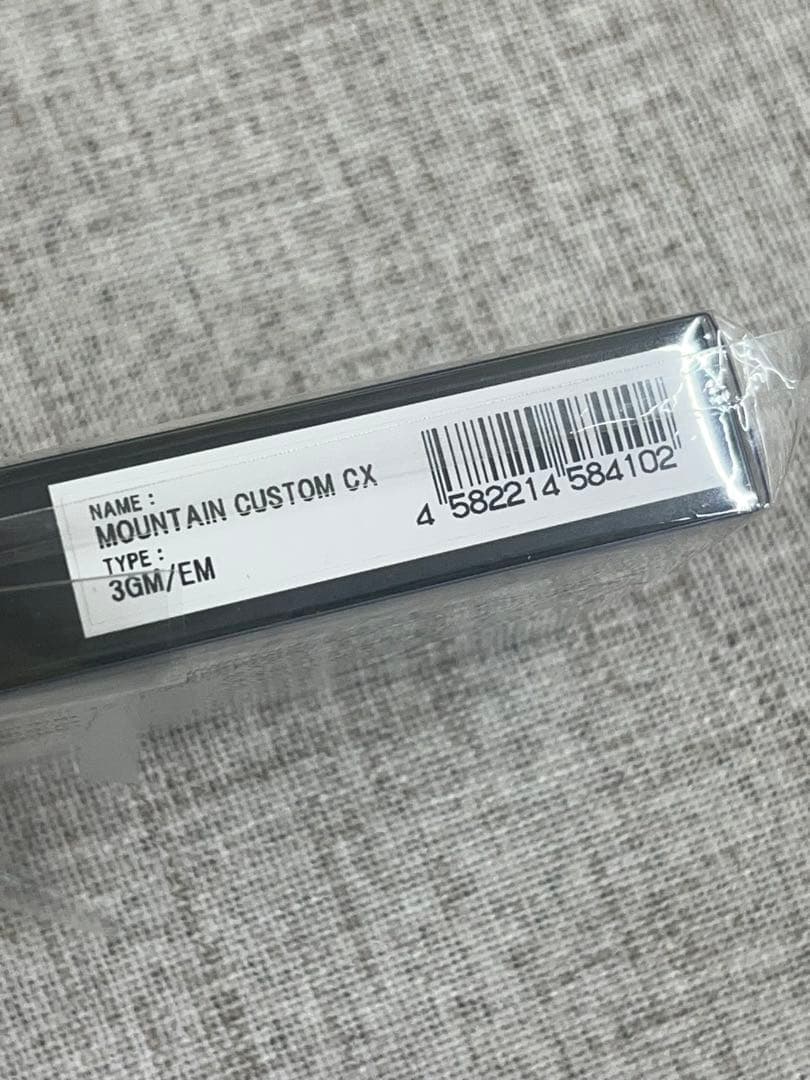 NAME :
MOUNTAIN CUSTOM CX
TYPE :
3GM/EM
4 582214 584102